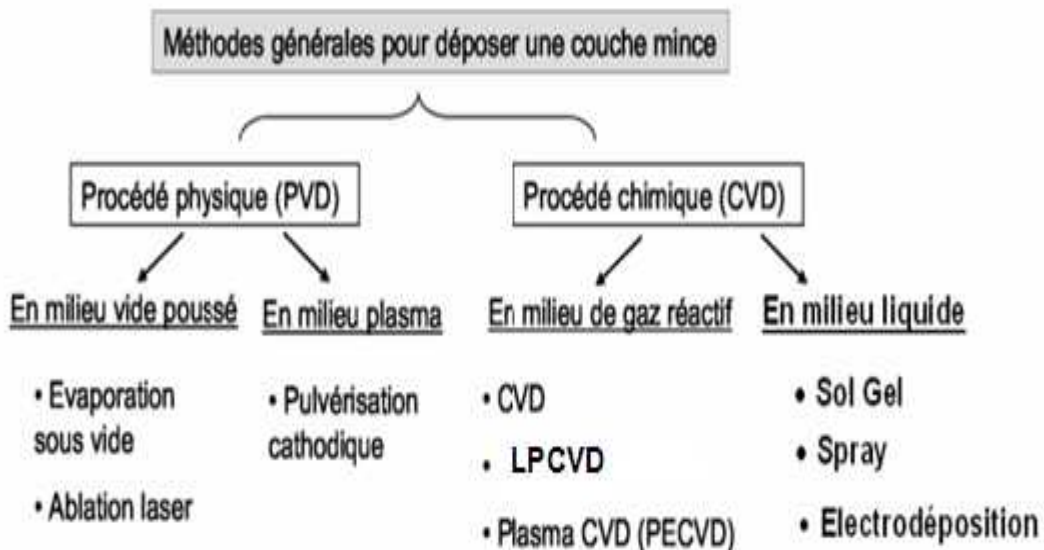 Méthodes générales pour déposer une couche mince
Procédé physique (PVD)
Procédé chimique (CVD)
En milieu vide poussé
• Evaporation
sous vide
• Ablation laser
En milieu plasma
• Pulvérisation
cathodique
En milieu de gaz réactif
• CVD
• LPCVD
• Plasma CVD (PECVD)
En milieu liquide
• Sol Gel
• Spray
• Electrodéposition